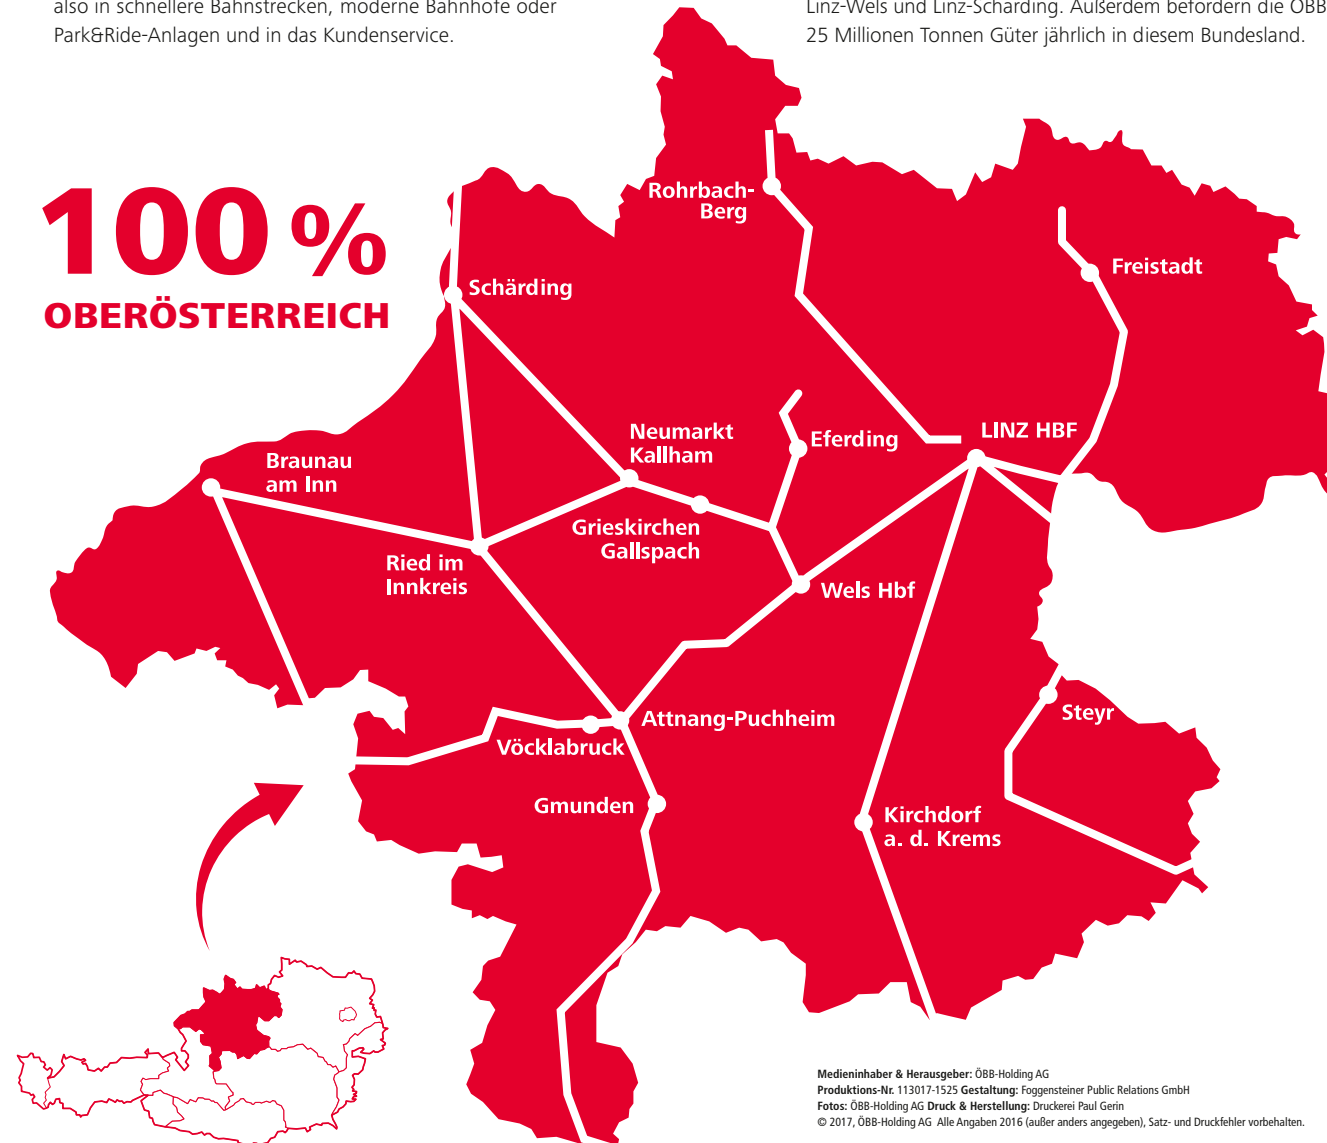 also in schnellere Bahnstrecken, moderne Bahnhöfe oder
Park&Ride-Anlagen und in das Kundenservice.
Linz-Wels und Linz-Schärding. Außerdem befördern die ÖBB
25 Millionen Tonnen Güter jährlich in diesem Bundesland.
100 %
OBERÖSTERREICH
Rohrbach-
Berg
Freistadt
Schärding
Neumarkt
Kallham
Eferding
LINZ HBF
Braunau
am Inn
Grieskirchen
Gallspach
Ried im
Innkreis
Wels Hbf
Attnang-Puchheim
Steyr
Vöcklabruck
Gmunden
Kirchdorf
a. d. Krems
Medieninhaber & Herausgeber: ÖBB-Holding AG
Produktions-Nr. 113017-1525 Gestaltung: Foggensteiner Public Relations GmbH
Fotos: ÖBB-Holding AG Druck & Herstellung: Druckerei Paul Gerin
© 2017, ÖBB-Holding AG Alle Angaben 2016 (außer anders angegeben), Satz- und Druckfehler vorbehalten.